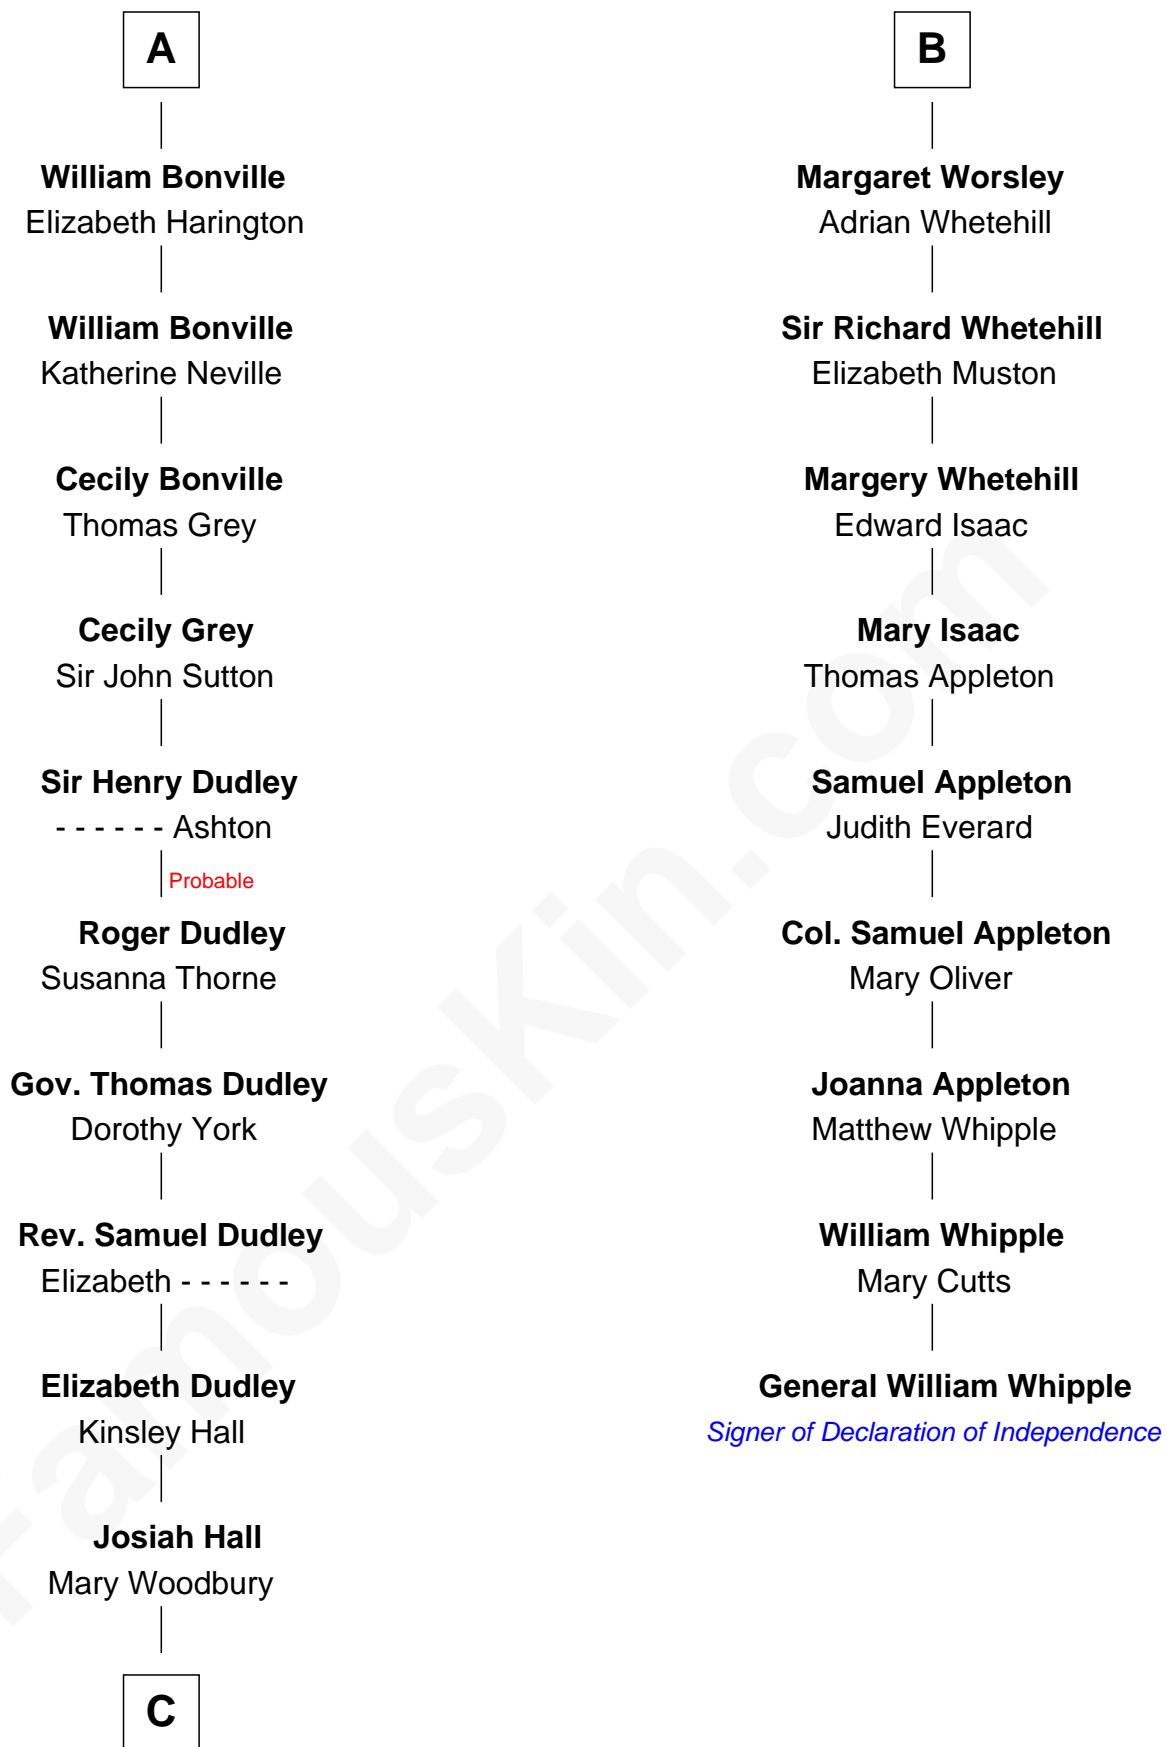 A
William Bonville
Elizabeth Harington
William Bonville
Katherine Neville
Cecily Bonville
Thomas Grey
Cecily Grey
Sir John Sutton
Sir Henry Dudley
- - - - - - Ashton
Probable
Roger Dudley
Susanna Thorne
Gov. Thomas Dudley
Dorothy York
Rev. Samuel Dudley
Elizabeth - - - - - -
Elizabeth Dudley
Kinsley Hall
Josiah Hall
Mary Woodbury
C
B
Margaret Worsley
Adrian Whetehill
Sir Richard Whetehill
Elizabeth Muston
Margery Whetehill
Edward Isaac
Mary Isaac
Thomas Appleton
Samuel Appleton
Judith Everard
Col. Samuel Appleton
Mary Oliver
Joanna Appleton
Matthew Whipple
William Whipple
Mary Cutts
General William Whipple
Signer of Declaration of Independence
FamousKin.com